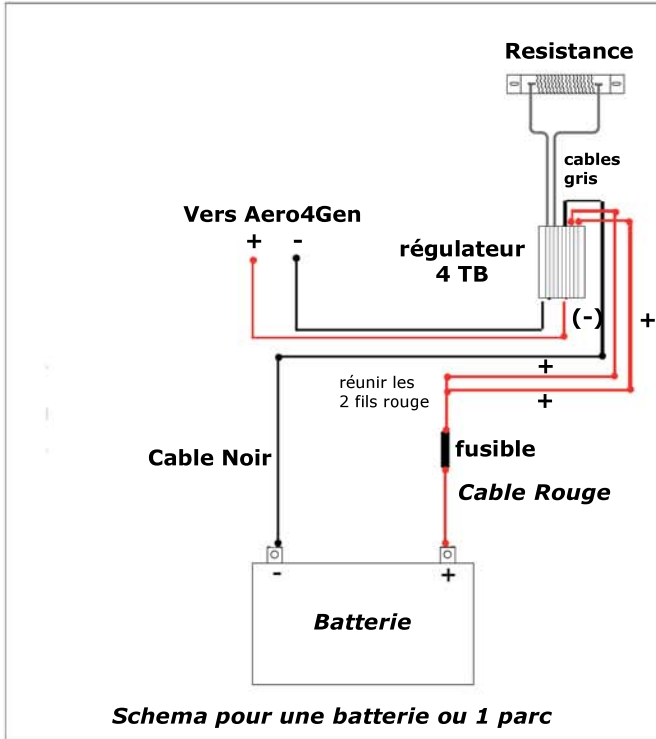 Resistance
cables
gris
Vers Aero4Gen
+ -
régulateur
4 TB
(-)
+
+
réunir les
2 fils rouge
+
fusible
Cable Noir
Cable Rouge
- +
Batterie
Schema pour une batterie ou 1 parc